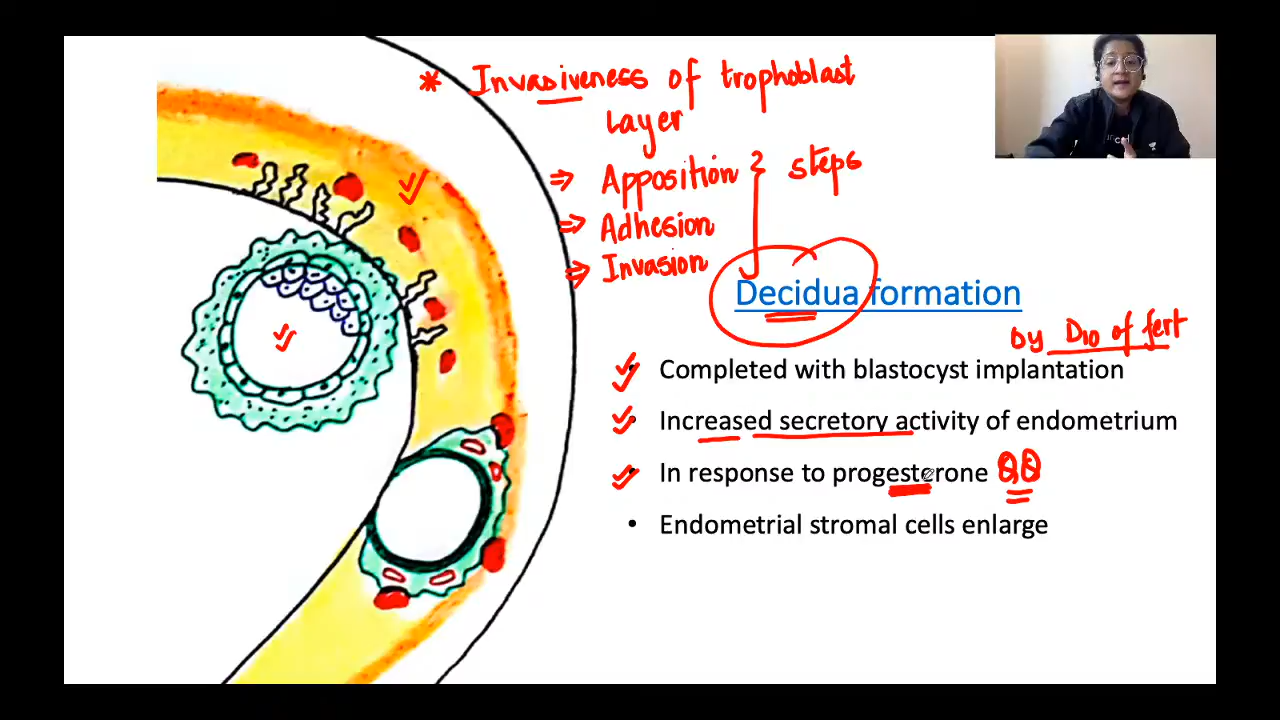 * Invasiveness of trophoblast
layer
⇒ Apposition
steps
⇒ Adhesion
⇒ Invasion
Decidua formation
by D10 of fert
• Completed with blastocyst implantation
• Increased secretory activity of endometrium
• In response to progesterone
• Endometrial stromal cells enlarge